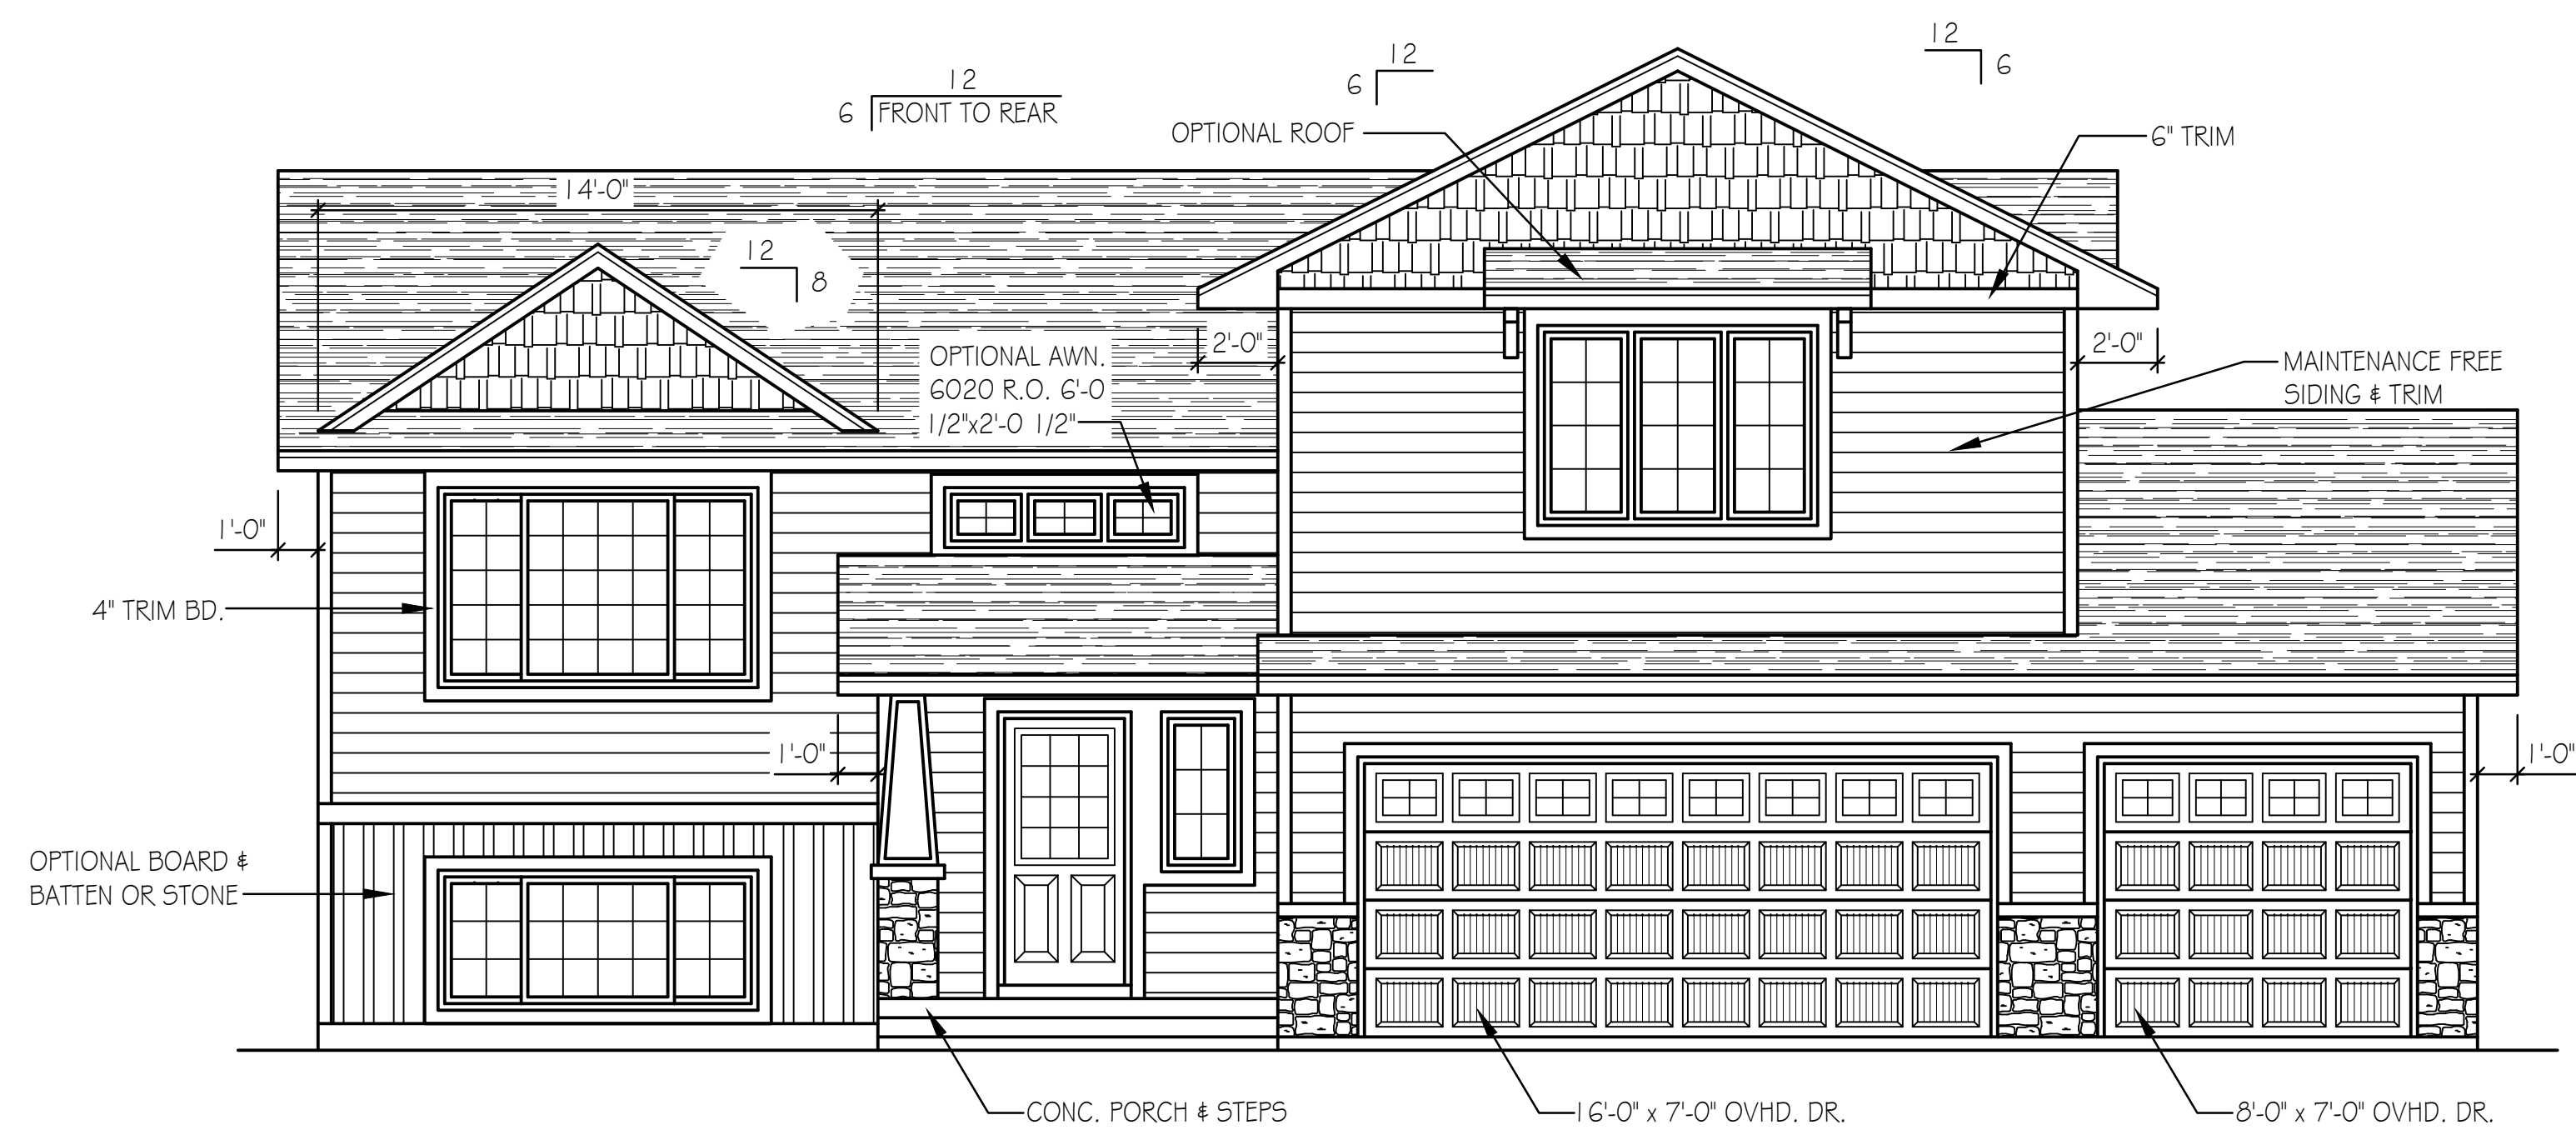 12
6
FRONT TO REAR
12
6
12
6
OPTIONAL ROOF
6" TRIM
14'-0"
12
8
2'-0"
2'-0"
OPTIONAL AWN.
6020 R.O. 6'-0
1/2"x2'-0 1/2"
MAINTENANCE FREE
SIDING & TRIM
1'-0"
4" TRIM BD.
1'-0"
1'-0"
OPTIONAL BOARD &
BATTEN OR STONE
CONC. PORCH & STEPS
16'-0" x 7'-0" OVHD. DR.
8'-0" x 7'-0" OVHD. DR.